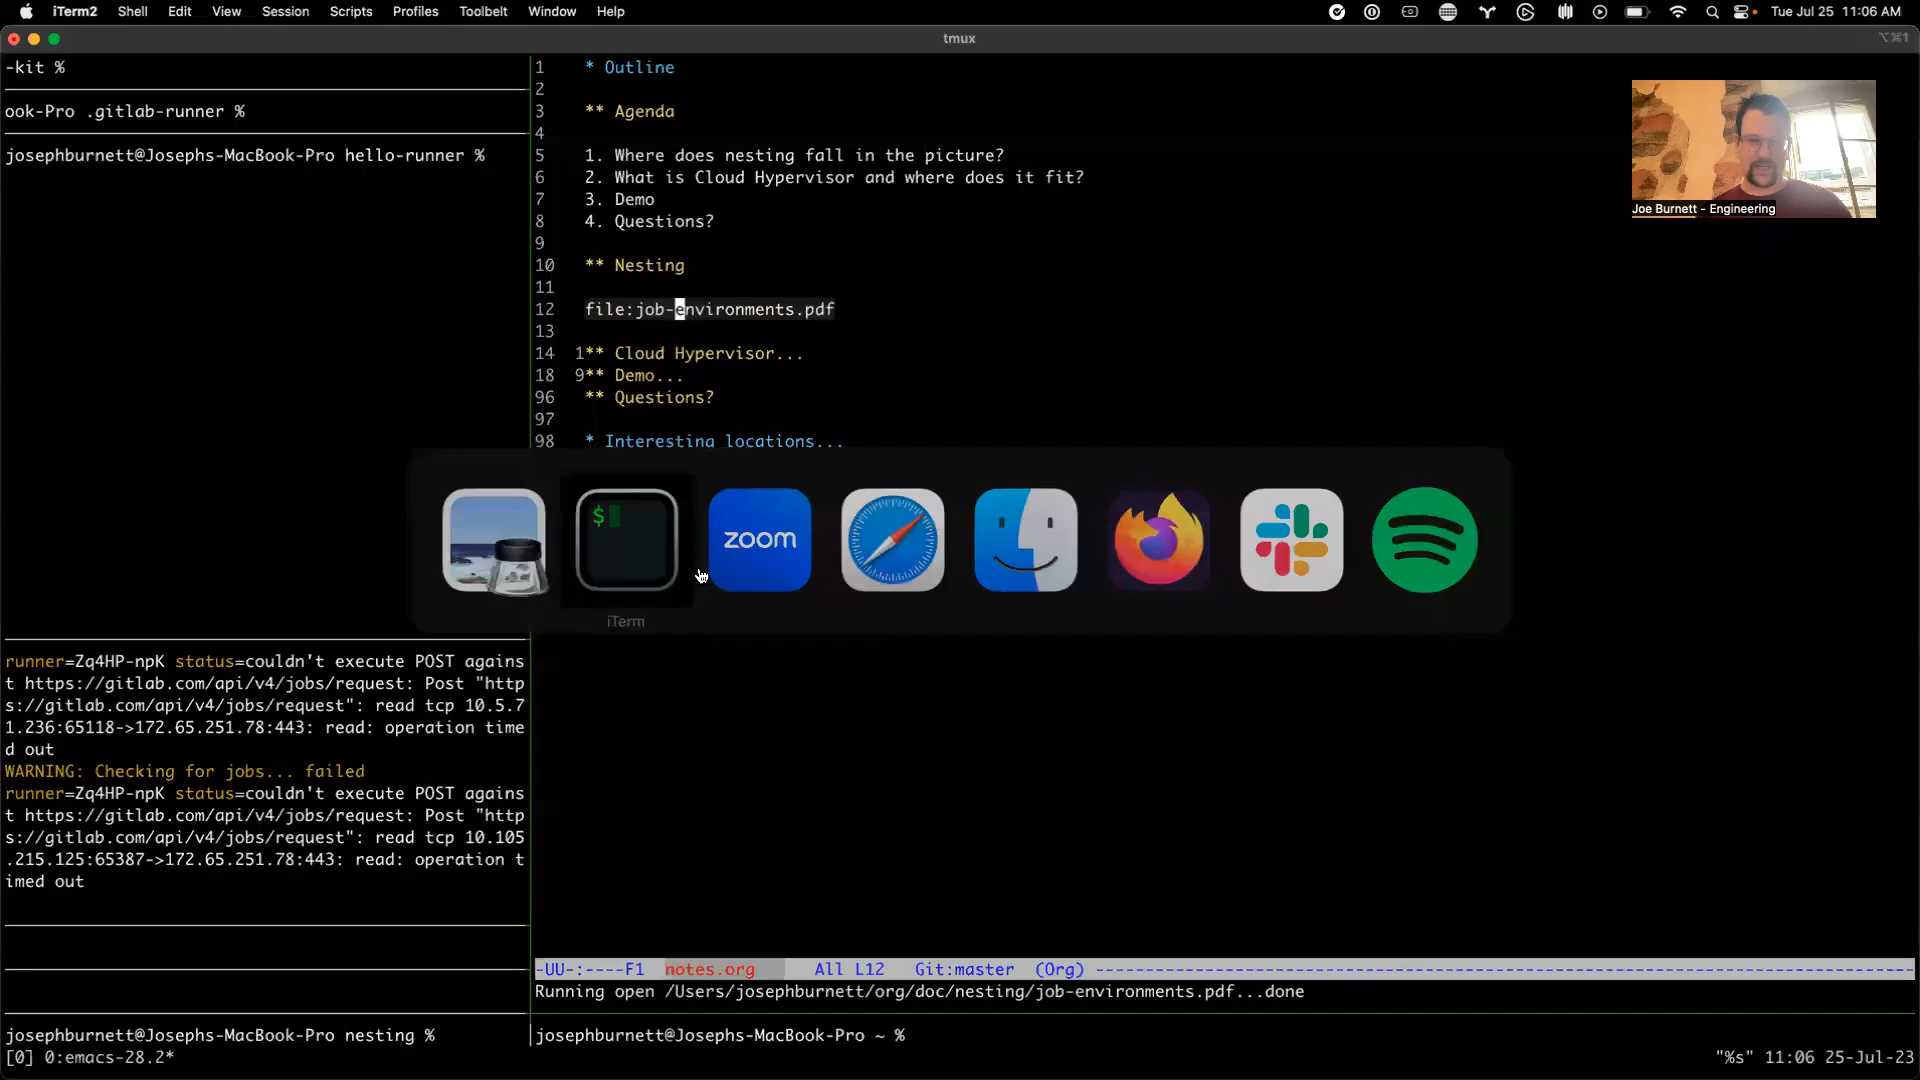 iTerm2 Shell Edit View Session Scripts Profiles Toolbelt Window Help
Tue Jul 25 11:06 AM
tmux
⌥⌘1
-kit %
ook-Pro .gitlab-runner %
josephburnett@Josephs-MacBook-Pro hello-runner %
1 * Outline
2
3 ** Agenda
4
5 1. Where does nesting fall in the picture?
6 2. What is Cloud Hypervisor and where does it fit?
7 3. Demo
8 4. Questions?
9
10 ** Nesting
11
12 file:job-environments.pdf
13
14 1** Cloud Hypervisor...
18 9** Demo...
96 ** Questions?
97
98 * Interesting locations...
Joe Burnett - Engineering
$
zoom
iTerm
runner=Zq4HP-npK status=couldn't execute POST agains
t https://gitlab.com/api/v4/jobs/request: Post "http
s://gitlab.com/api/v4/jobs/request": read tcp 10.5.7
1.236:65118->172.65.251.78:443: read: operation time
d out
WARNING: Checking for jobs... failed
runner=Zq4HP-npK status=couldn't execute POST agains
t https://gitlab.com/api/v4/jobs/request: Post "http
s://gitlab.com/api/v4/jobs/request": read tcp 10.105
.215.125:65387->172.65.251.78:443: read: operation t
imed out
-UU-:----F1 notes.org All L12 Git:master (Org) ----------------------------------------------------------------------------------
Running open /Users/josephburnett/org/doc/nesting/job-environments.pdf...done
josephburnett@Josephs-MacBook-Pro nesting %
josephburnett@Josephs-MacBook-Pro ~ %
[0] 0:emacs-28.2*
"%s" 11:06 25-Jul-23